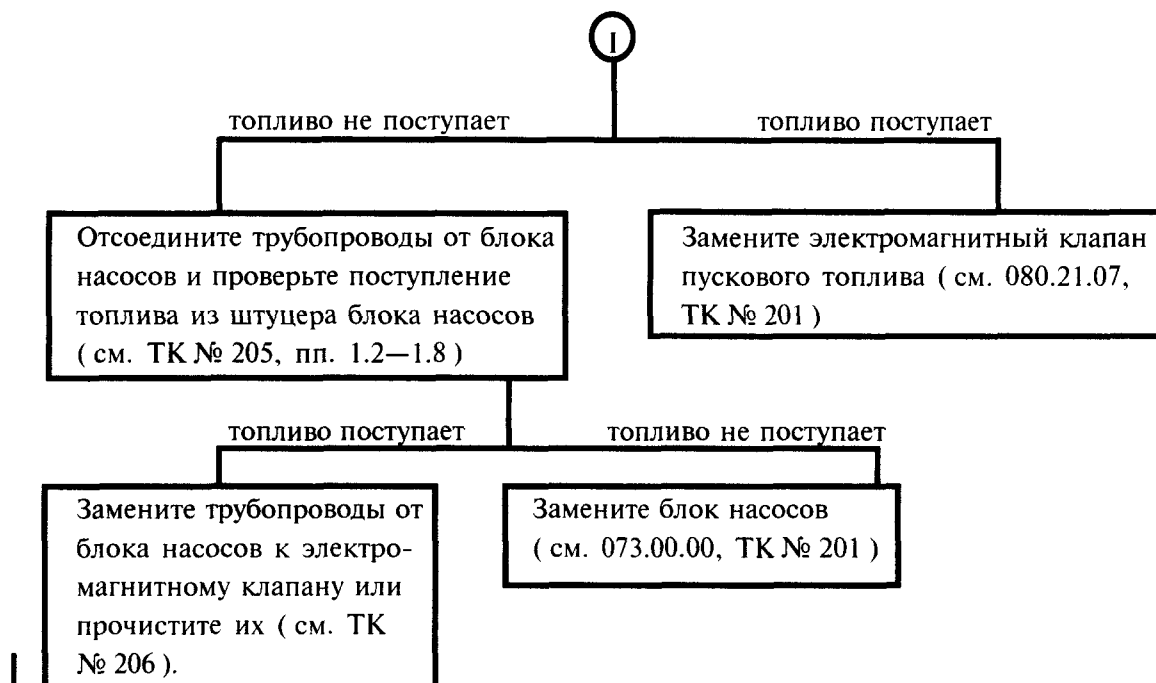 I
топливо не поступает
топливо поступает
Отсоедините трубопроводы от блока
насосов и проверьте поступление
топлива из штуцера блока насосов
( см. ТК № 205, пп. 1.2—1.8 )
Замените электромагнитный клапан
пускового топлива ( см. 080.21.07,
ТК № 201 )
топливо поступает
топливо не поступает
Замените трубопроводы от
блока насосов к электро-
магнитному клапану или
прочистите их ( см. ТК
№ 206 ).
Замените блок насосов
( см. 073.00.00, ТК № 201 )